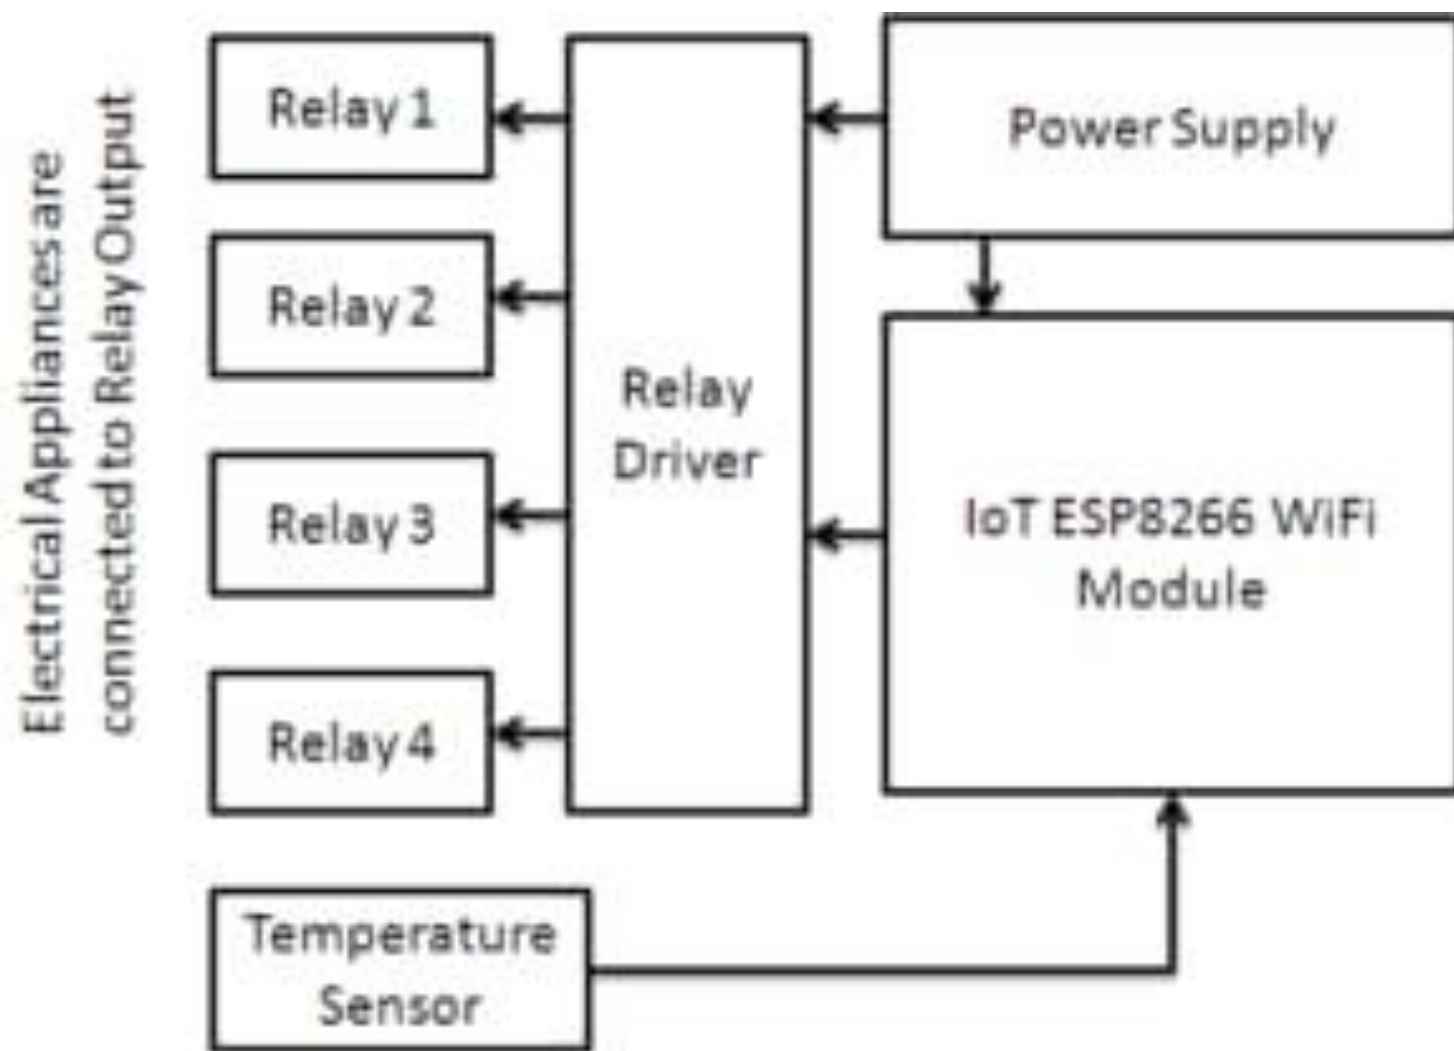 Electrical Appliances are
connected to Relay Output
Relay 1
Relay 2
Relay 3
Relay 4
Relay
Driver
Power Supply
IoT ESP8266 WiFi
Module
Temperature
Sensor